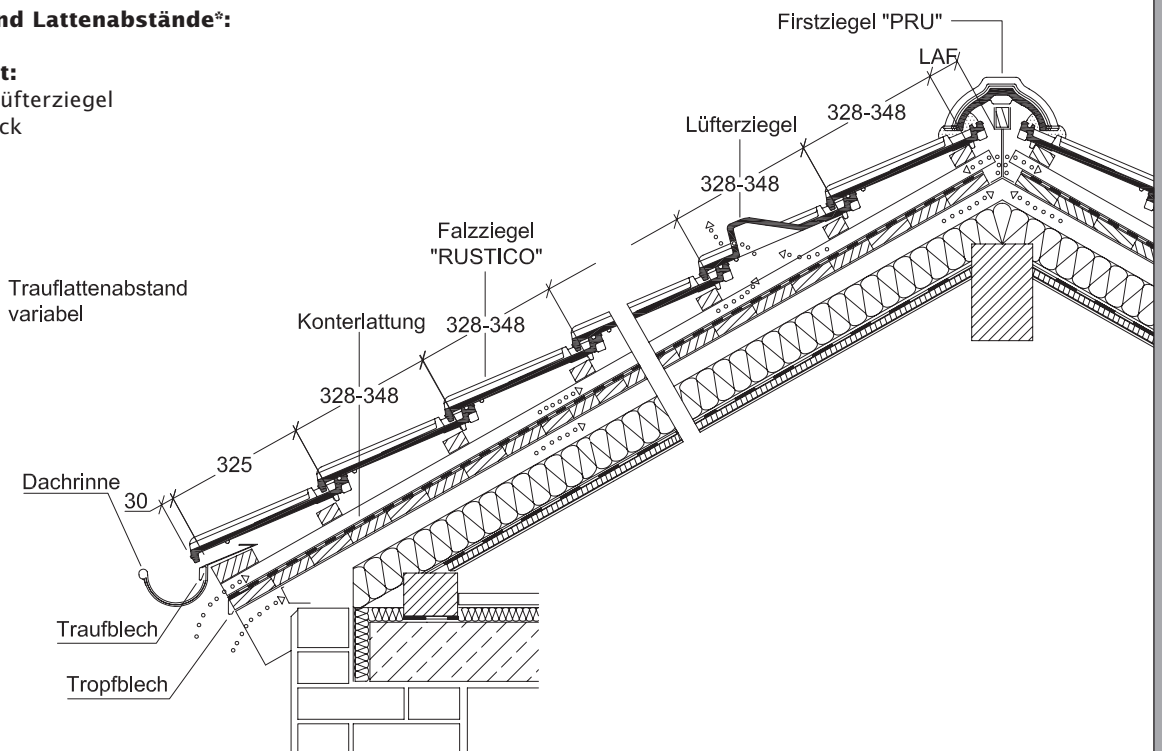 nd Lattenabstände*:
t:
üfterziegel
ck
Firstziegel "PRU"
LAF
328-348
Lüfterziegel
328-348
Falzziegel
"RUSTICO"
Trauflattenabstand
variabel
Konterlattung
328-348
328-348
325
Dachrinne
30
Traufblech
Tropfblech